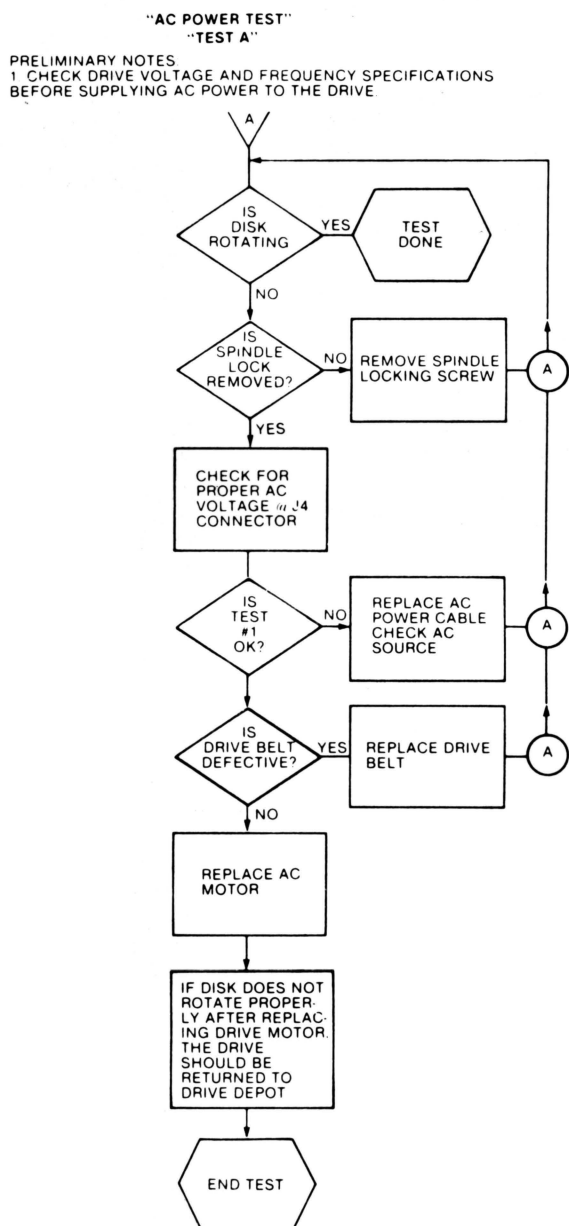 "AC POWER TEST"
"TEST A"
PRELIMINARY NOTES
1 CHECK DRIVE VOLTAGE AND FREQUENCY SPECIFICATIONS
BEFORE SUPPLYING AC POWER TO THE DRIVE.
A
IS
DISK
ROTATING
YES
TEST
DONE
NO
IS
SPINDLE
LOCK
REMOVED?
NO
REMOVE SPINDLE
LOCKING SCREW
A
YES
CHECK FOR
PROPER AC
VOLTAGE @ J4
CONNECTOR
IS
TEST
#1
OK?
NO
REPLACE AC
POWER CABLE
CHECK AC
SOURCE
A
IS
DRIVE BELT
DEFECTIVE?
YES
REPLACE DRIVE
BELT
A
NO
REPLACE AC
MOTOR
IF DISK DOES NOT
ROTATE PROPER-
LY AFTER REPLAC-
ING DRIVE MOTOR.
THE DRIVE
SHOULD BE
RETURNED TO
DRIVE DEPOT
END TEST